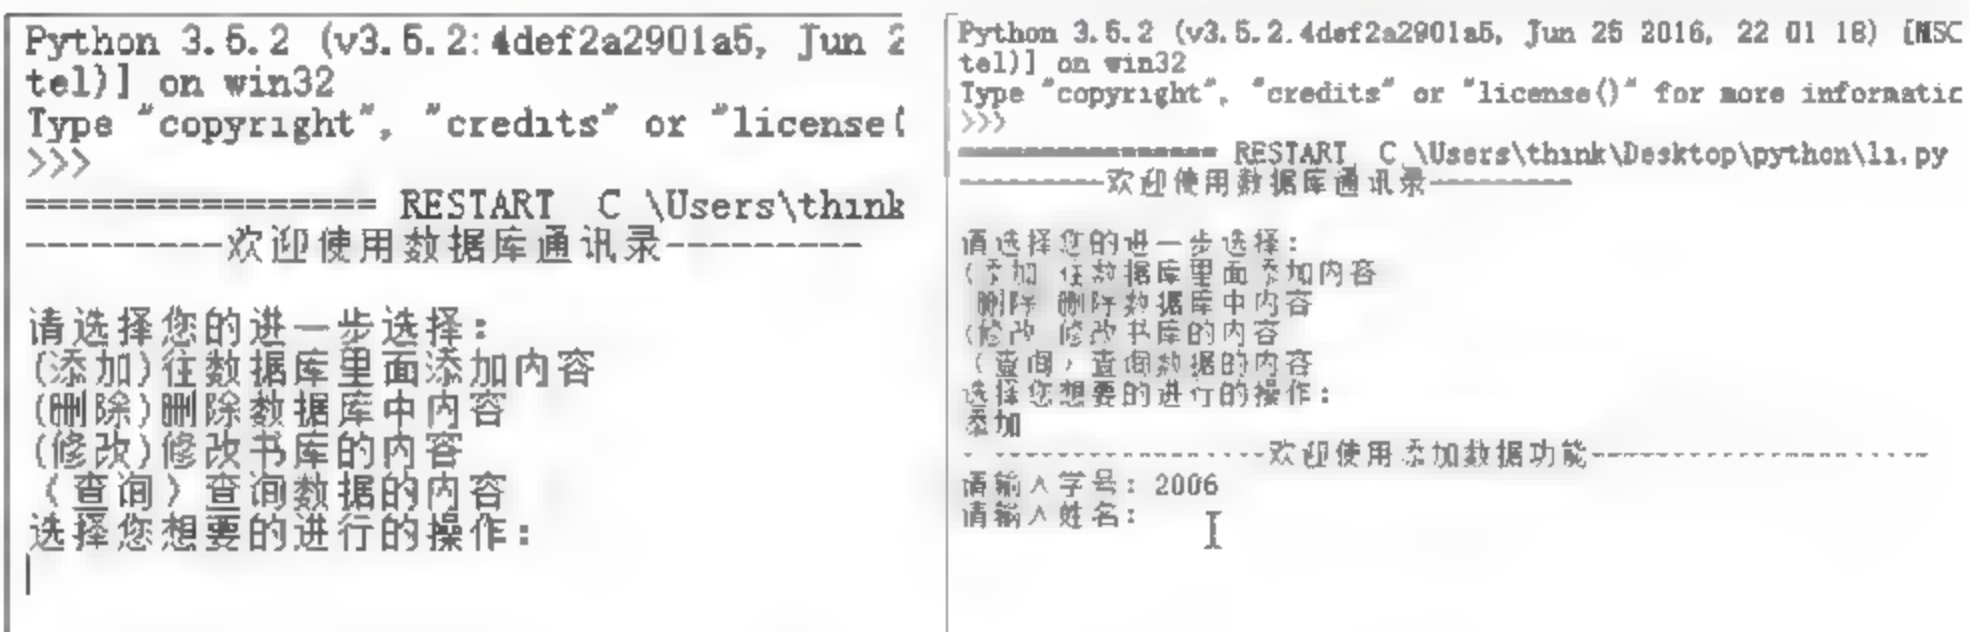 Python 3.5.2 (v3.5.2:4def2a2901a5, Jun 2
tel)] on win32
Type "copyright", "credits" or "license(
>>>
================ RESTART C \Users\think
---------欢迎使用数据库通讯录---------
请选择您的进一步选择:
(添加)往数据库里面添加内容
(删除)删除数据库中内容
(修改)修改书库的内容
(查询)查询数据的内容
选择您想要的进行的操作:
Python 3.5.2 (v3.5.2.4def2a2901a5, Jun 25 2016, 22 01 18) [MSC
tel)] on win32
Type "copyright", "credits" or "license()" for more informatic
>>>
================ RESTART C \Users\think\Desktop\python\li.py
---------欢迎使用数据库通讯录---------
请选择您的进一步选择:
(添加 往数据库里面添加内容
删除 删除数据库中内容
(修改 修改书库的内容
(查询) 查询数据的内容
选择您想要的进行的操作:
添加
- -----------------欢迎使用添加数据功能---------------------
请输入学号: 2006
请输入姓名: